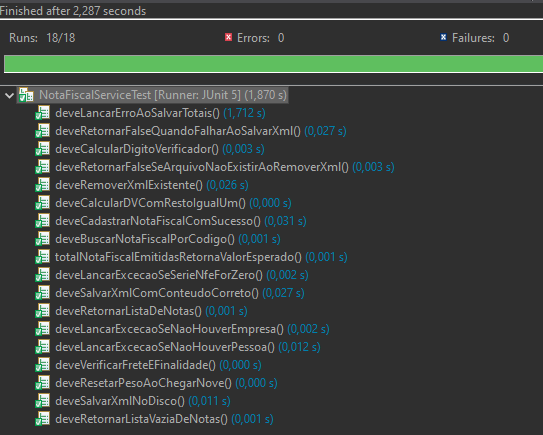 Finished after 2,287 seconds
Runs: 18/18 Errors: 0 Failures: 0
NotaFiscalServiceTest [Runner: JUnit 5] (1,870 s)
deveLancarErroAoSalvarTotais() (1,712 s)
deveRetornarFalseQuandoFalharAoSalvarXml() (0,027 s)
deveCalcularDigitoVerificador() (0,003 s)
deveRetornarFalseSeArquivoNaoExistirAoRemoverXml() (0,003 s)
deveRemoverXmlExistente() (0,026 s)
deveCalcularDVComRestoIgualUm() (0,000 s)
deveCadastrarNotaFiscalComSucesso() (0,031 s)
deveBuscarNotaFiscalPorCodigo() (0,001 s)
totalNotaFiscalEmitidasRetornaValorEsperado() (0,001 s)
deveLancarExcecaoSeSerieNfeForZero() (0,002 s)
deveSalvarXmlComConteudoCorreto() (0,027 s)
deveRetornarListaDeNotas() (0,001 s)
deveLancarExcecaoSeNaoHouverEmpresa() (0,002 s)
deveLancarExcecaoSeNaoHouverPessoa() (0,012 s)
deveVerificarFreteEFinalidade() (0,000 s)
deveResetarPesoAoChegarNove() (0,000 s)
deveSalvarXmlNoDisco() (0,011 s)
deveRetornarListaVaziaDeNotas() (0,001 s)